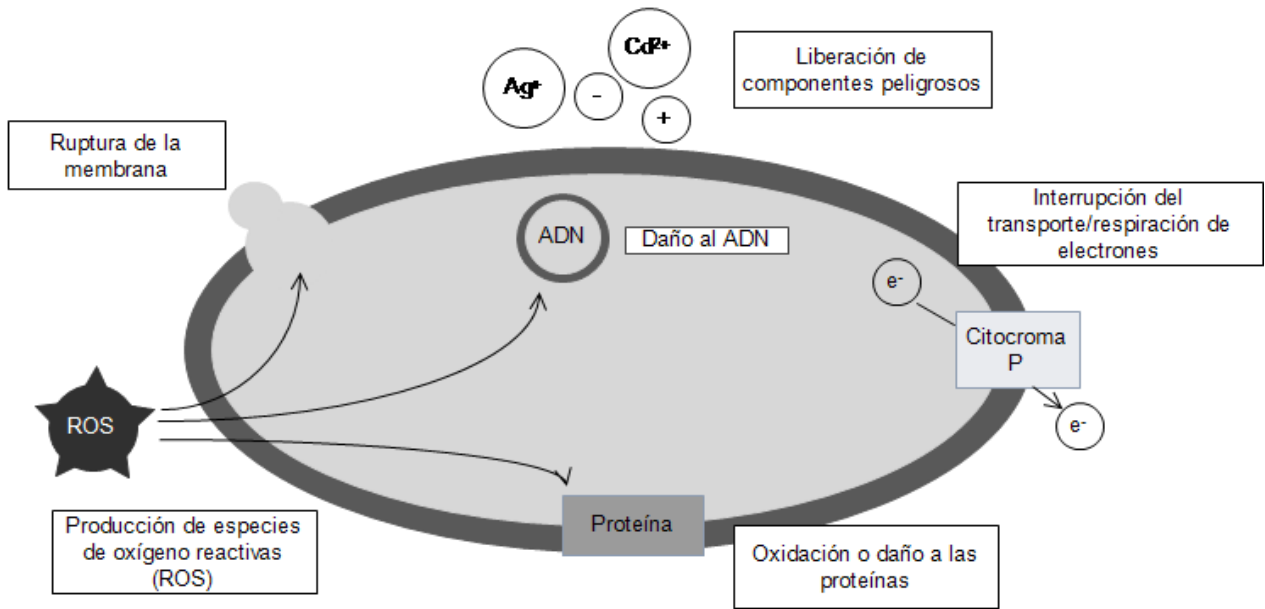 Cd²⁺
Ag⁺
-
+
Liberación de
componentes peligrosos
Ruptura de la
membrana
ADN
Daño al ADN
Interrupción del
transporte/respiración de
electrones
e⁻
Citocroma
P
e⁻
ROS
Producción de especies
de oxígeno reactivas
(ROS)
Proteína
Oxidación o daño a las
proteínas